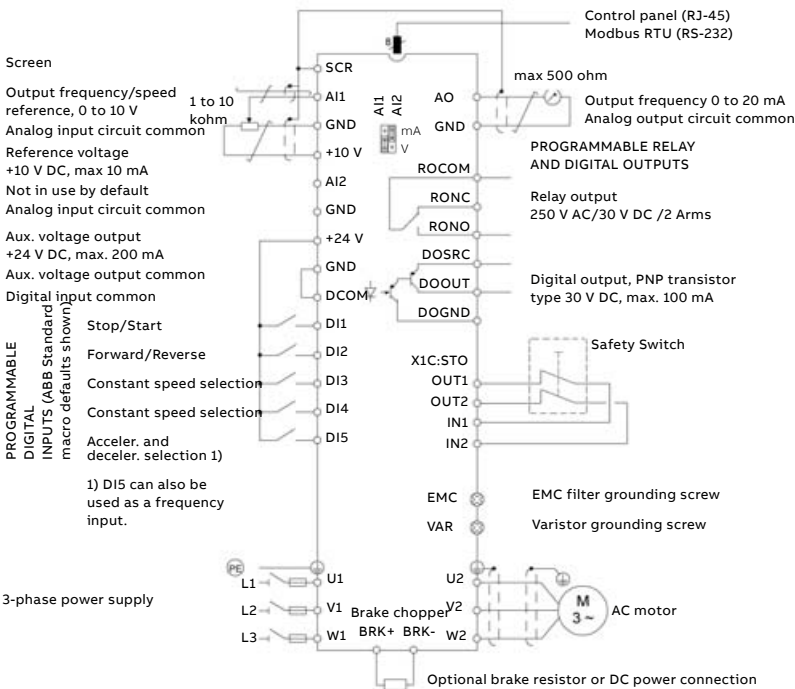 Control panel (RJ-45)
Modbus RTU (RS-232)
8
Screen
SCR
Output frequency/speed
reference, 0 to 10 V
1 to 10
kohm
AI1
AI1
AI2
AO
max 500 ohm
Output frequency 0 to 20 mA
Analog input circuit common
GND
mA
V
GND
Analog output circuit common
Reference voltage
+10 V DC, max 10 mA
+10 V
PROGRAMMABLE RELAY
AND DIGITAL OUTPUTS
ROCOM
Not in use by default
AI2
RONC
Relay output
250 V AC/30 V DC /2 Arms
Analog input circuit common
GND
RONO
Aux. voltage output
+24 V DC, max. 200 mA
+24 V
DOSRC
Aux. voltage output common
GND
DOOUT
Digital output, PNP transistor
type 30 V DC, max. 100 mA
Digital input common
DCOM
DOGND
PROGRAMMABLE
DIGITAL
INPUTS (ABB Standard
macro defaults shown)
Stop/Start
DI1
Forward/Reverse
DI2
Constant speed selection
DI3
Constant speed selection
DI4
Acceler. and
deceler. selection 1)
DI5
1) DI5 can also be
used as a frequency
input.
Safety Switch
X1C:STO
OUT1
OUT2
IN1
IN2
EMC
EMC filter grounding screw
VAR
Varistor grounding screw
PE
3-phase power supply
L1
U1
U2
L2
V1
V2
L3
W1
W2
Brake chopper
BRK+ BRK-
M
3 ~
AC motor
Optional brake resistor or DC power connection